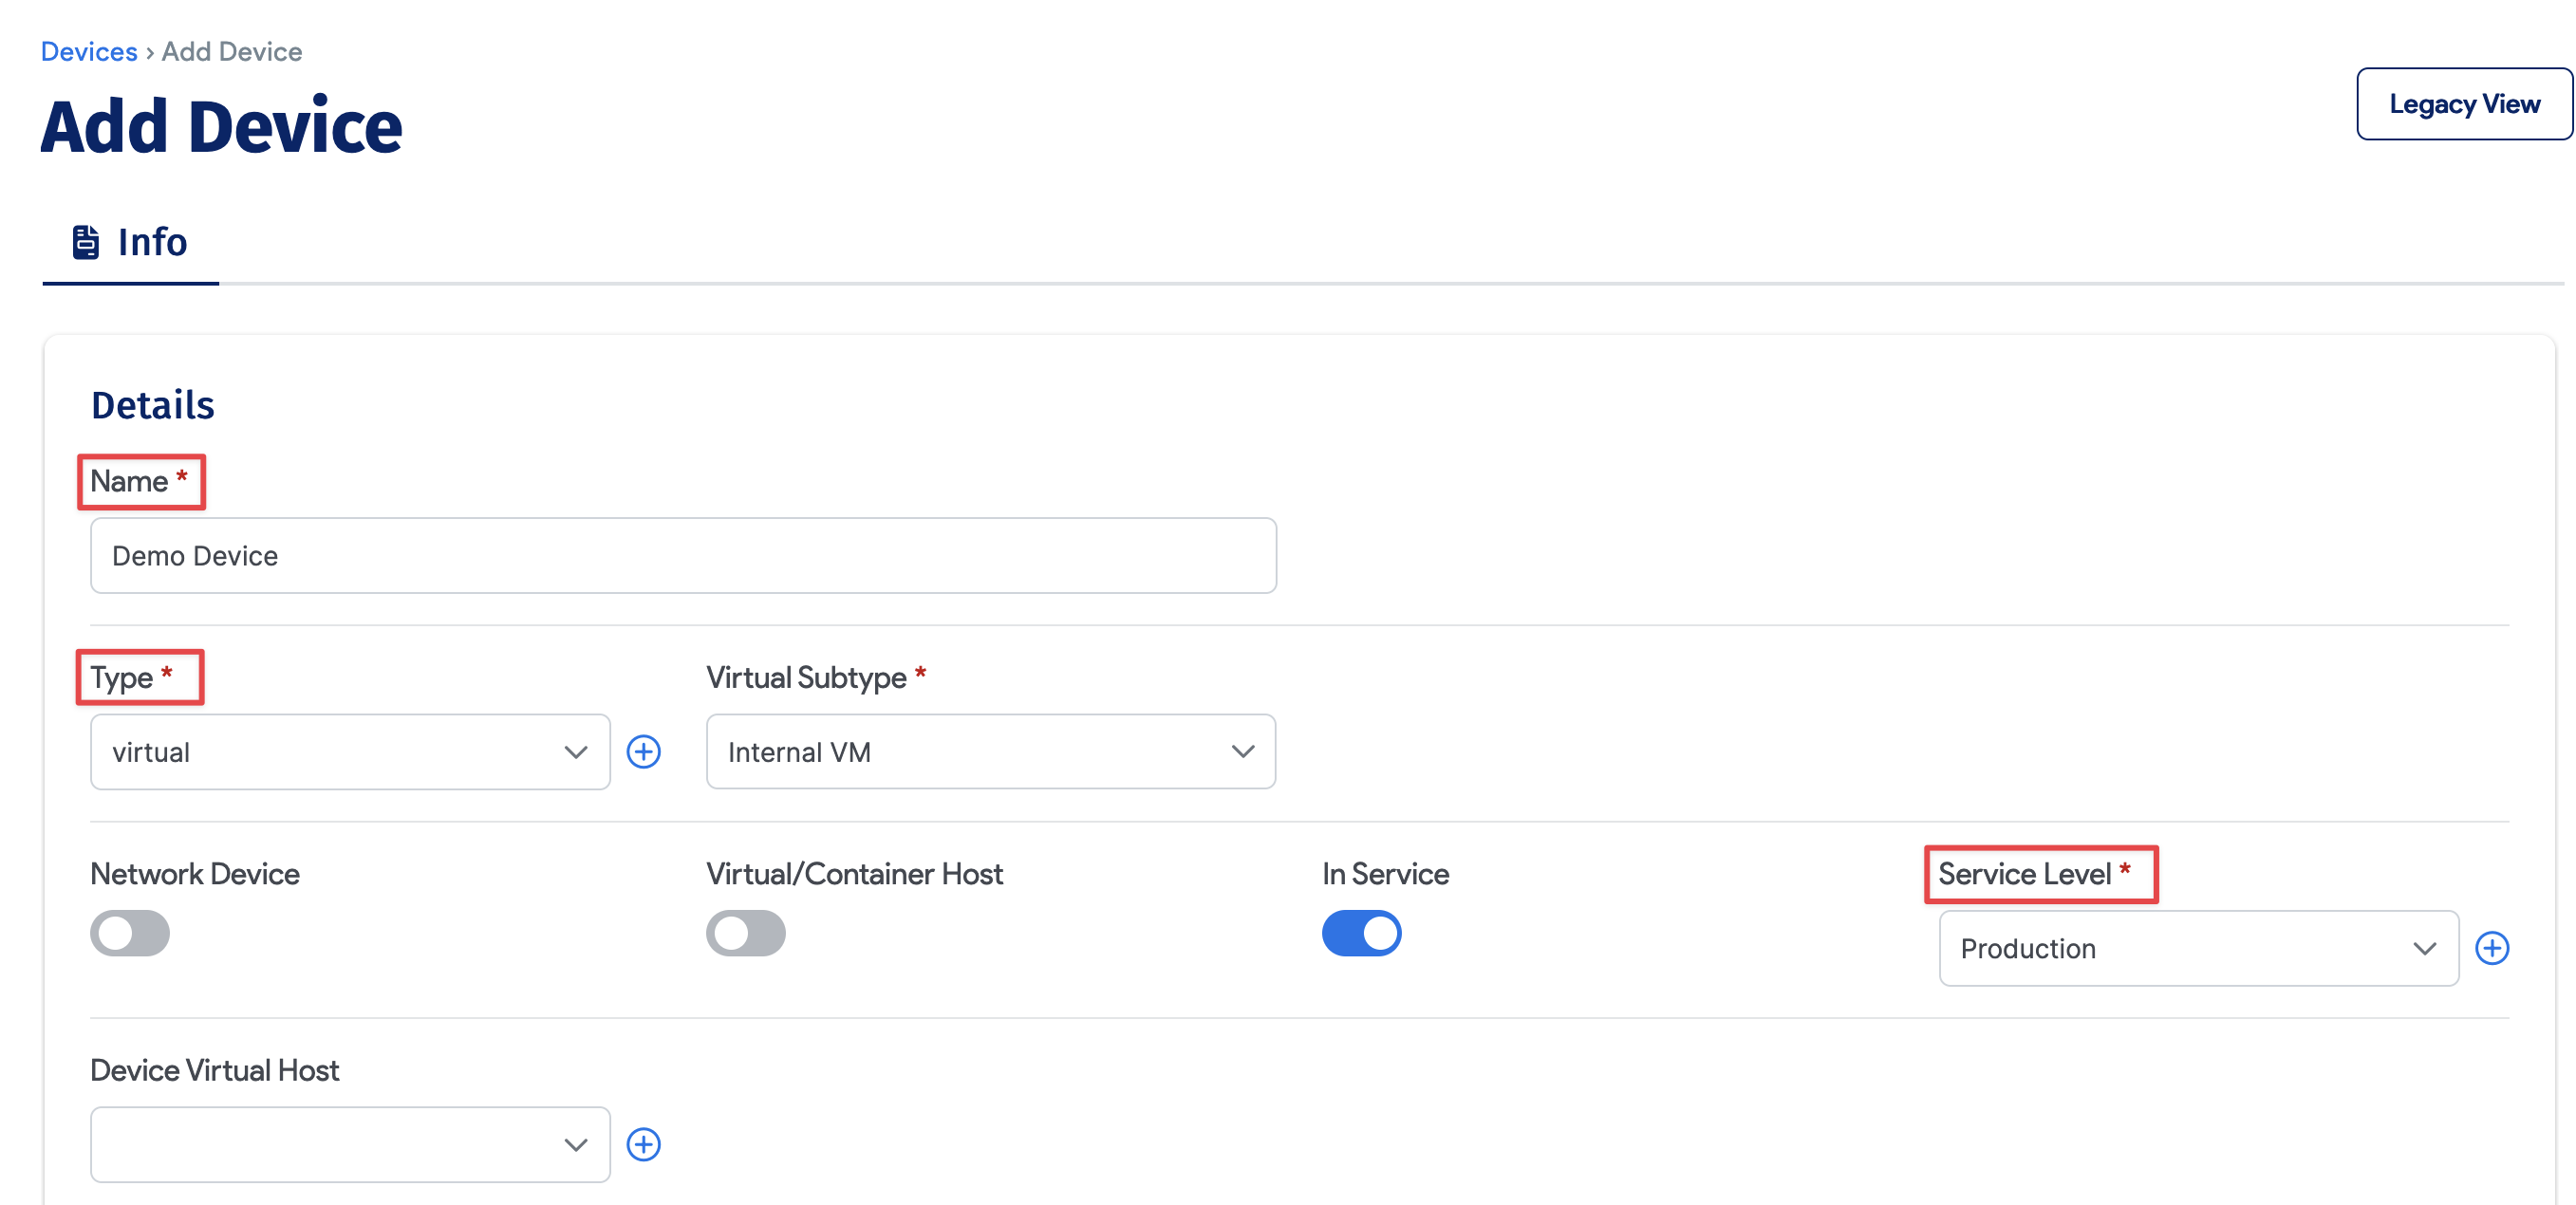 Devices › Add Device
Add Device
Legacy View
Info
Details
Name *
Demo Device
Type *
Virtual Subtype *
virtual
Internal VM
Network Device
Virtual/Container Host
In Service
Service Level *
Production
Device Virtual Host